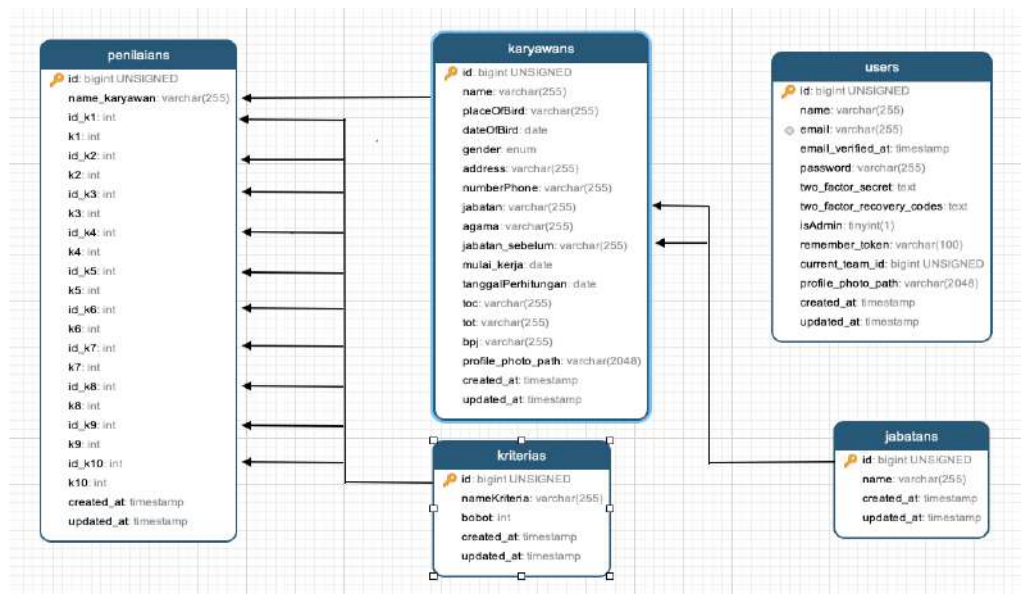 penilaians
id: bigint UNSIGNED
name_karyawan: varchar(255)
id_k1: int
k1: int
id_k2: int
k2: int
id_k3: int
k3: int
id_k4: int
k4: int
id_k5: int
k5: int
id_k6: int
k6: int
id_k7: int
k7: int
id_k8: int
k8: int
id_k9: int
k9: int
id_k10: int
k10: int
created_at: timestamp
updated_at: timestamp
karyawans
id: bigint UNSIGNED
name: varchar(255)
placeOfBird: varchar(255)
dateOfBird: date
gender: enum
address: varchar(255)
numberPhone: varchar(255)
jabatan: varchar(255)
agama: varchar(255)
jabatan_sebelum: varchar(255)
mulai_kerja: date
tanggalPerhitungan: date
toc: varchar(255)
tot: varchar(255)
bpj: varchar(255)
profile_photo_path: varchar(2048)
created_at: timestamp
updated_at: timestamp
kriterias
id: bigint UNSIGNED
nameKriteria: varchar(255)
bobot: int
created_at: timestamp
updated_at: timestamp
users
id: bigint UNSIGNED
name: varchar(255)
email: varchar(255)
email_verified_at: timestamp
password: varchar(255)
two_factor_secret: text
two_factor_recovery_codes: text
isAdmin: tinyint(1)
remember_token: varchar(100)
current_team_id: bigint UNSIGNED
profile_photo_path: varchar(2048)
created_at: timestamp
updated_at: timestamp
jabatans
id: bigint UNSIGNED
name: varchar(255)
created_at: timestamp
updated_at: timestamp